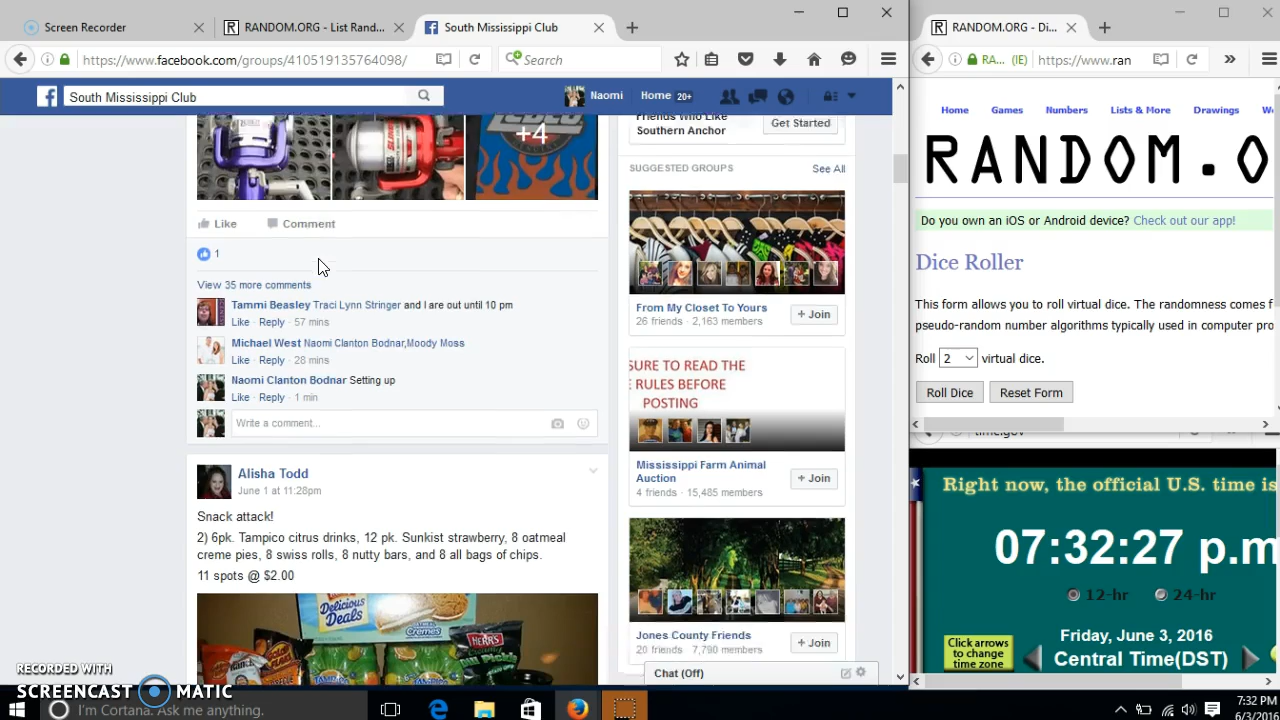 Screen Recorder
RANDOM.ORG - List Rand...
South Mississippi Club
RANDOM.ORG - Di...
https://www.facebook.com/groups/410519135764098/
Search
RA... (IE)
https://www.ran
South Mississippi Club
Naomi
Home 20+
Friends Who Like
Southern Anchor
Get Started
+4
SUGGESTED GROUPS
See All
Like
Comment
1
View 35 more comments
Tammi Beasley Traci Lynn Stringer and I are out until 10 pm
Like · Reply · 57 mins
Michael West Naomi Clanton Bodnar,Moody Moss
Like · Reply · 28 mins
Naomi Clanton Bodnar Setting up
Like · Reply · 1 min
Write a comment...
Alisha Todd
June 1 at 11:28pm
Snack attack!
2) 6pk. Tampico citrus drinks, 12 pk. Sunkist strawberry, 8 oatmeal
creme pies, 8 swiss rolls, 8 nutty bars, and 8 all bags of chips.
11 spots @ $2.00
Delicious
Deals
Oatmeal
Cremes
HERR'S
From My Closet To Yours
26 friends · 2,163 members
+ Join
SURE TO READ THE
RULES BEFORE
POSTING
Mississippi Farm Animal
Auction
4 friends · 15,485 members
+ Join
Jones County Friends
20 friends · 7,790 members
+ Join
Chat (Off)
Home
Games
Numbers
Lists & More
Drawings
RANDOM.O
Do you own an iOS or Android device? Check out our app!
Dice Roller
This form allows you to roll virtual dice. The randomness comes f
pseudo-random number algorithms typically used in computer pro
Roll 2 virtual dice.
Roll Dice
Reset Form
time.gov
Right now, the official U.S. time is
07:32:27 p.m
12-hr
24-hr
Click arrows
to change
time zone
Friday, June 3, 2016
Central Time(DST)
RECORDED WITH
SCREENCAST MATIC
I'm Cortana. Ask me anything.
7:32 PM
6/3/2016